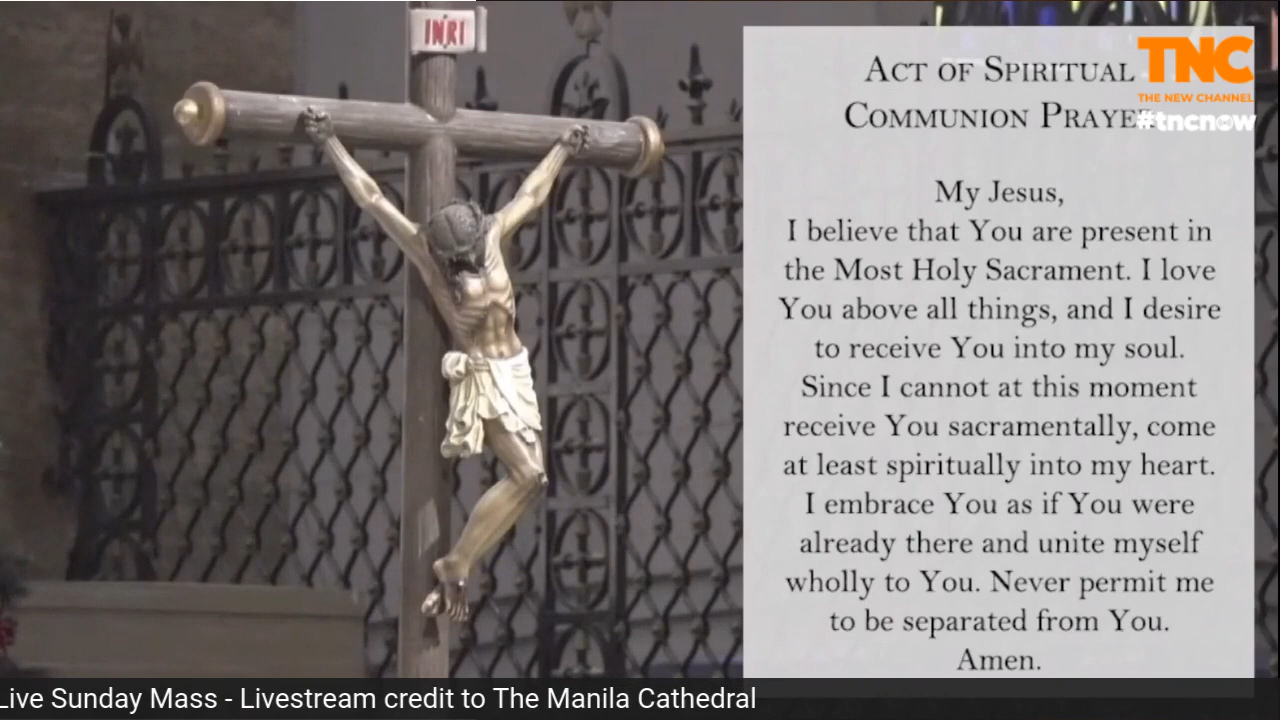 INRI
ACT OF SPIRITUAL
COMMUNION PRAYER
TNC
THE NEW CHANNEL
#tncnow
My Jesus,
I believe that You are present in
the Most Holy Sacrament. I love
You above all things, and I desire
to receive You into my soul.
Since I cannot at this moment
receive You sacramentally, come
at least spiritually into my heart.
I embrace You as if You were
already there and unite myself
wholly to You. Never permit me
to be separated from You.
Amen.
Live Sunday Mass - Livestream credit to The Manila Cathedral